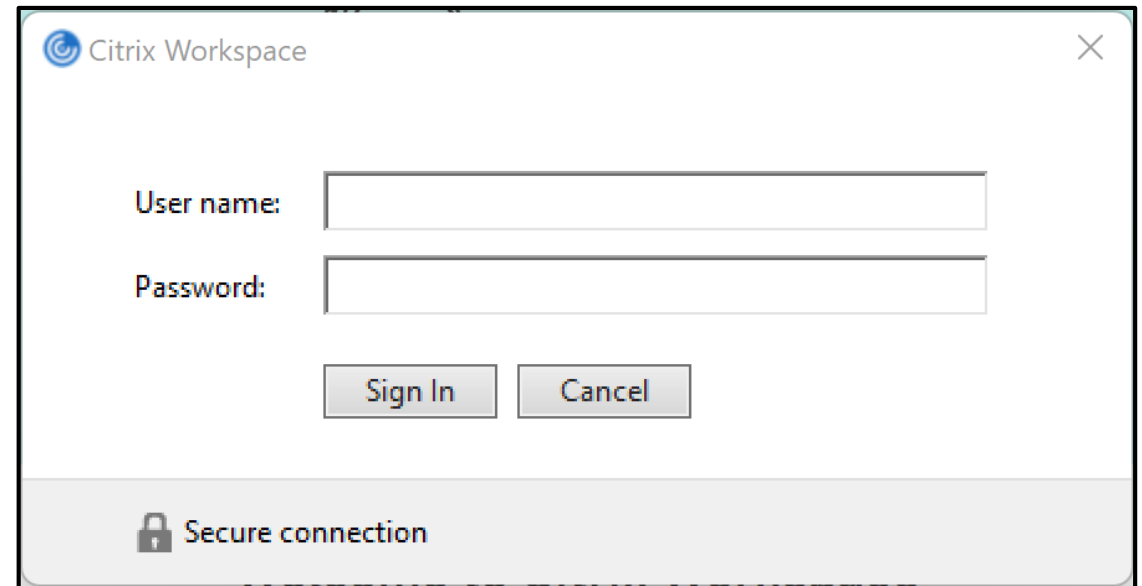 Citrix Workspace
User name:
Password:
Sign In Cancel
Secure connection